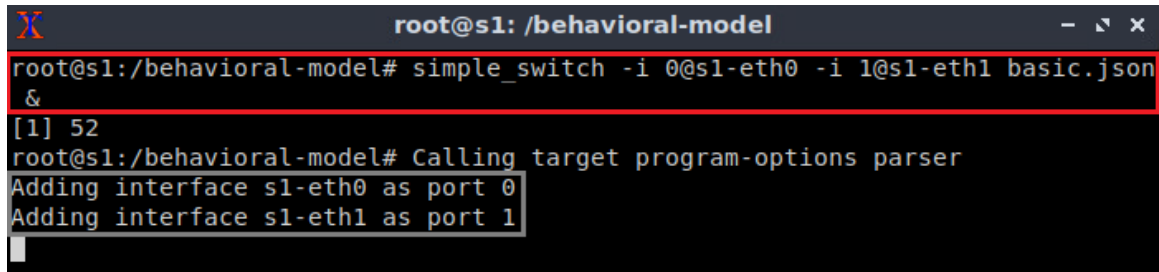 root@s1: /behavioral-model
root@s1:/behavioral-model# simple_switch -i 0@s1-eth0 -i 1@s1-eth1 basic.json
&
[1] 52
root@s1:/behavioral-model# Calling target program-options parser
Adding interface s1-eth0 as port 0
Adding interface s1-eth1 as port 1